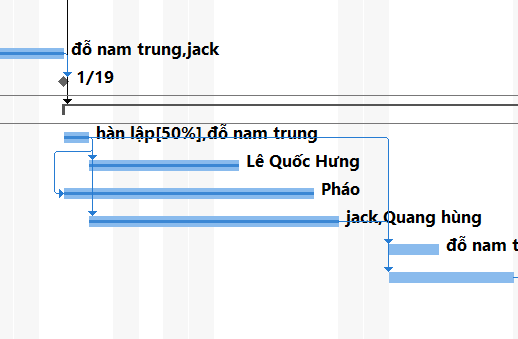 đỗ nam trung,jack
1/19
hàn lập[50%],đỗ nam trung
Lê Quốc Hưng
Pháo
jack,Quang hùng
đỗ nam t